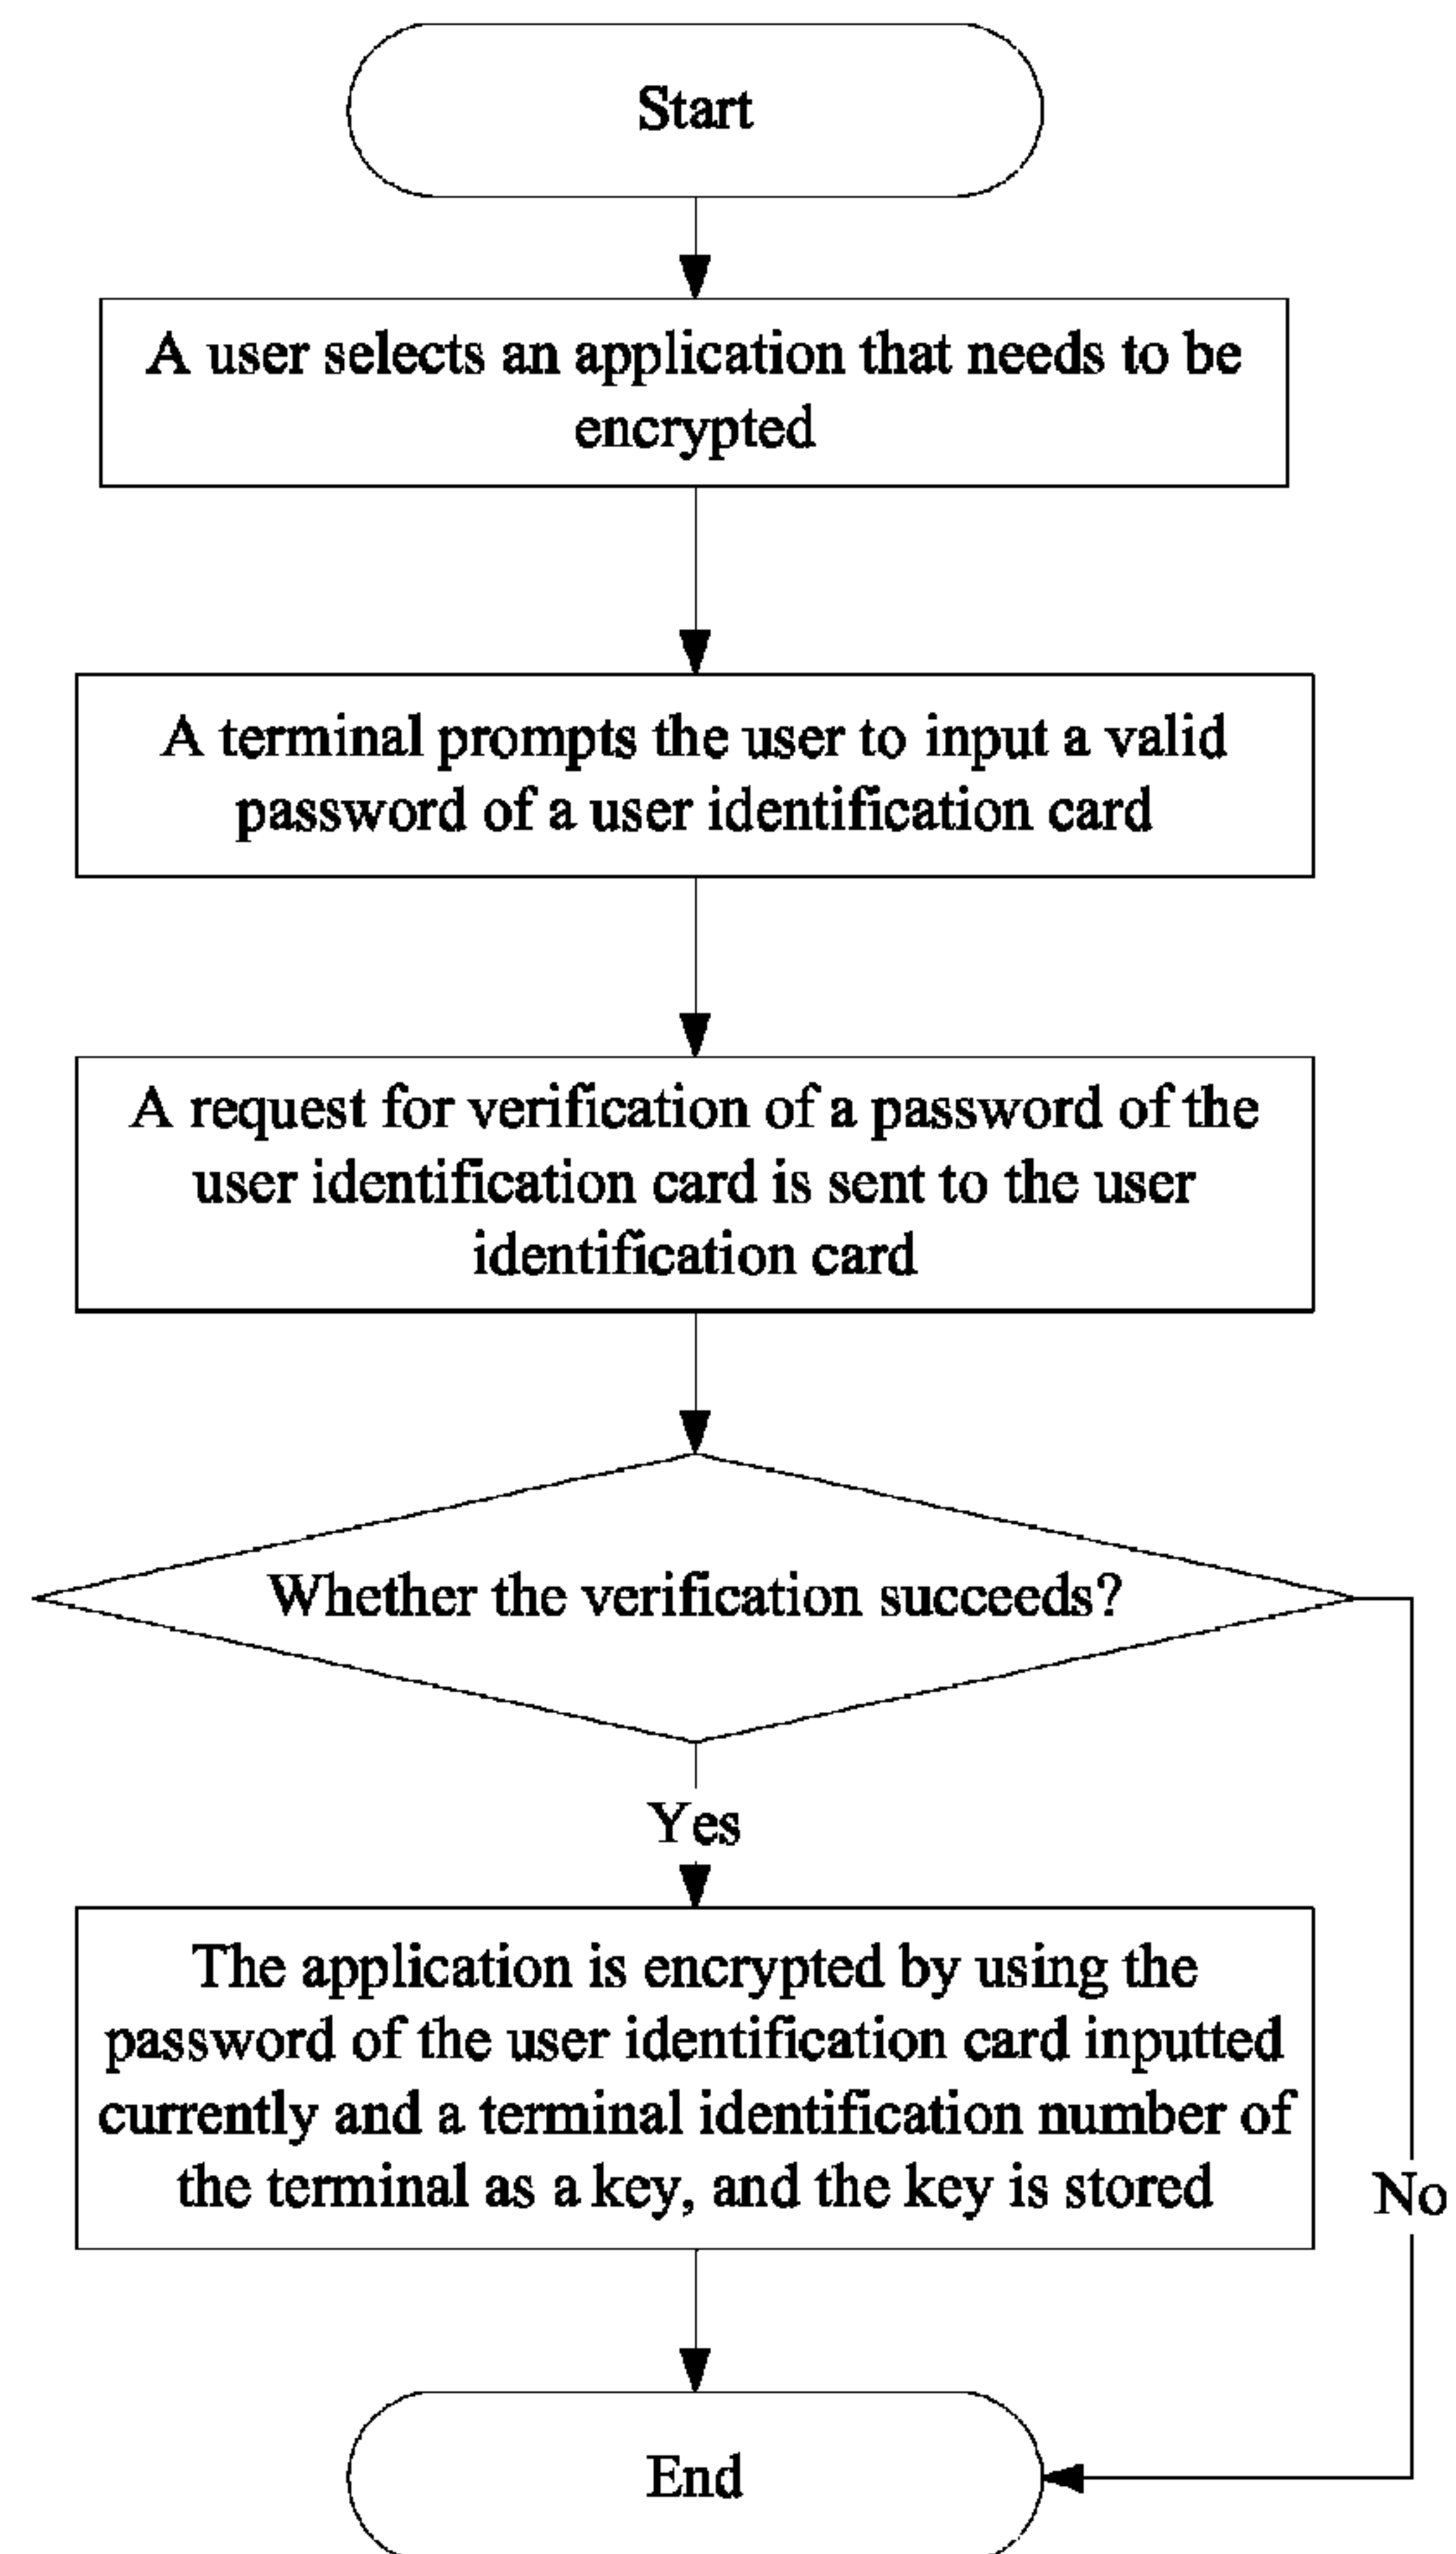 Start
A user selects an application that needs to be
encrypted
A terminal prompts the user to input a valid
password of a user identification card
A request for verification of a password of the
user identification card is sent to the user
identification card
Whether the verification succeeds?
Yes
The application is encrypted by using the
password of the user identification card inputted
currently and a terminal identification number of
the terminal as a key, and the key is stored
No
End